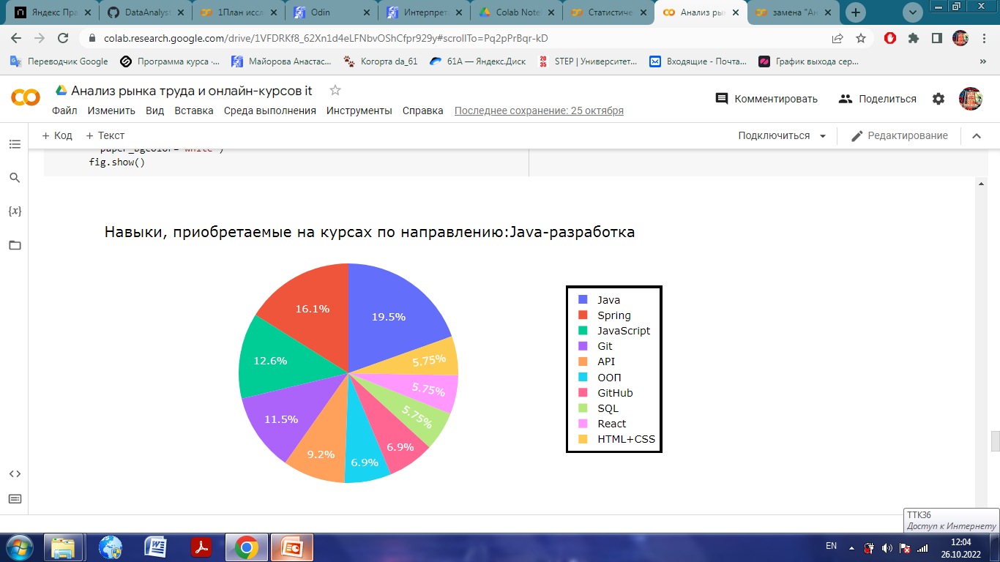 Яндекс Пра
DataAnalyst
1План иссл
Odin
Интерпрет
Colab Note
Статистиче
Анализ рын
замена "Ан
colab.research.google.com/drive/1VFDRKf8_62Xn1d4eLFNbvOShCfpr929y#scrollTo=Pq2pPrBqr-kD
Переводчик Google
Программа курса ·...
Майорова Анастас...
Когорта da_61
61А — Яндекс.Диск
STEP | Университет...
Входящие - Почта...
График выхода сер...
»
Анализ рынка труда и онлайн-курсов it
Комментировать
Поделиться
Файл Изменить Вид Вставка Среда выполнения Инструменты Справка Последнее сохранение: 25 октября
+ Код + Текст
Подключиться
Редактирование
paper_bgcolor='white')
fig.show()
{x}
Навыки, приобретаемые на курсах по направлению:Java-разработка
16.1%
19.5%
12.6%
5.75%
5.75%
5.75%
11.5%
6.9%
9.2%
6.9%
Java
Spring
JavaScript
Git
API
ООП
GitHub
SQL
React
HTML+CSS
ТТК36
Доступ к Интернету
EN
12:04
26.10.2022